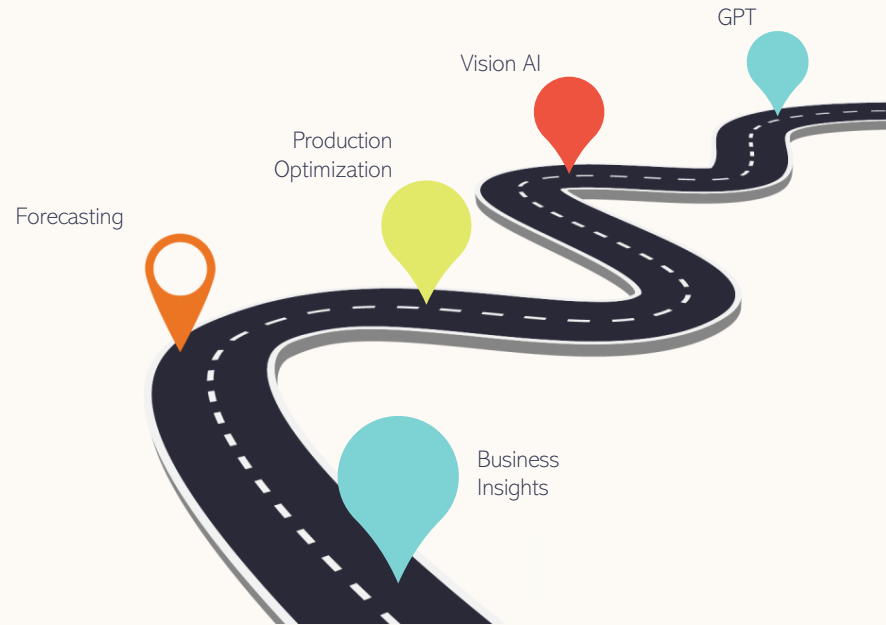 GPT
Vision AI
Production
Optimization
Forecasting
Business
Insights